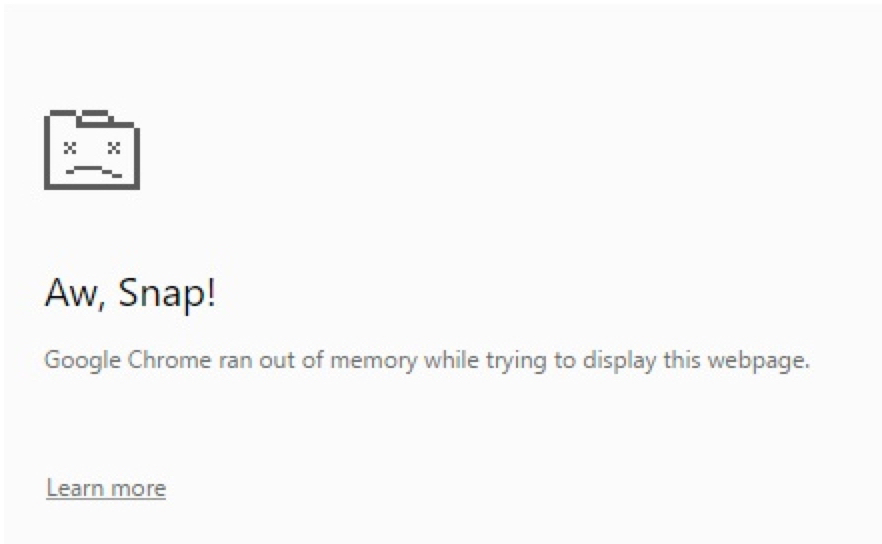 Aw, Snap!
Google Chrome ran out of memory while trying to display this webpage.
Learn more